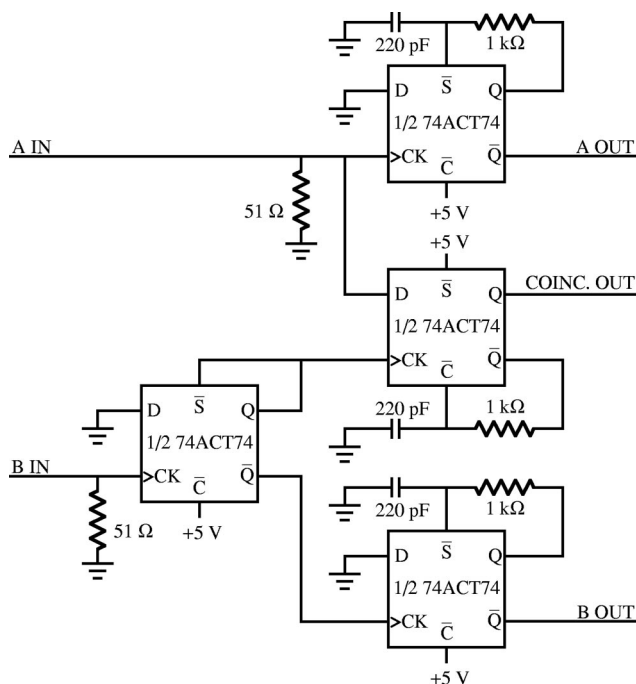 220 pF
1 kΩ
D
S̅
Q
1/2 74ACT74
A IN
CK
C̅
Q̅
A OUT
51 Ω
+5 V
+5 V
D
S̅
Q
COINC. OUT
1/2 74ACT74
CK
C̅
Q̅
220 pF
1 kΩ
D
S̅
Q
1/2 74ACT74
B IN
CK
C̅
Q̅
51 Ω
+5 V
220 pF
1 kΩ
D
S̅
Q
1/2 74ACT74
CK
C̅
Q̅
B OUT
+5 V